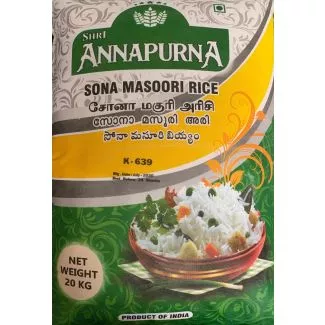 SHRI
ANNAPURNA
SONA MASOORI RICE
சோனா மசூரி அரிசி
സോനാ മസൂരി അരി
సోనా మసూరి బియ్యం
K-639
NET
WEIGHT
20 KG
PRODUCT OF INDIA